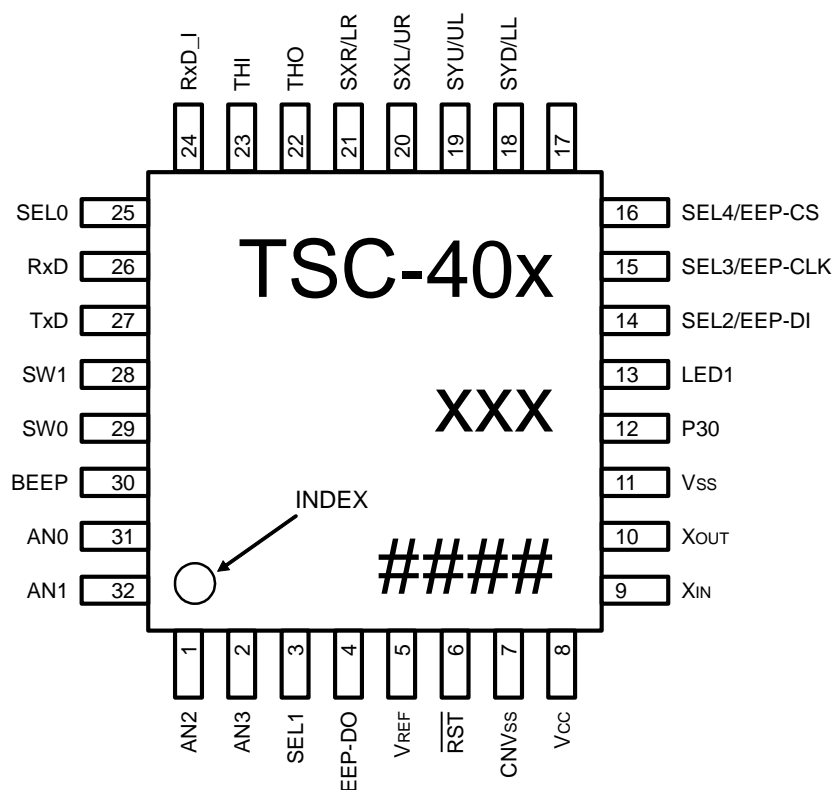 RxD_I THI THO SXR/LR SXL/UR SYU/UL SYD/LL
24 23 22 21 20 19 18 17
SEL0 25
RxD 26
TxD 27
SW1 28
SW0 29
BEEP 30
AN0 31
AN1 32
TSC-40x
xxx
INDEX
####
16 SEL4/EEP-CS
15 SEL3/EEP-CLK
14 SEL2/EEP-DI
13 LED1
12 P30
11 VSS
10 XOUT
9 XIN
1 2 3 4 5 6 7 8
AN2 AN3 SEL1 EEP-DO VREF RST CNVSS VCC